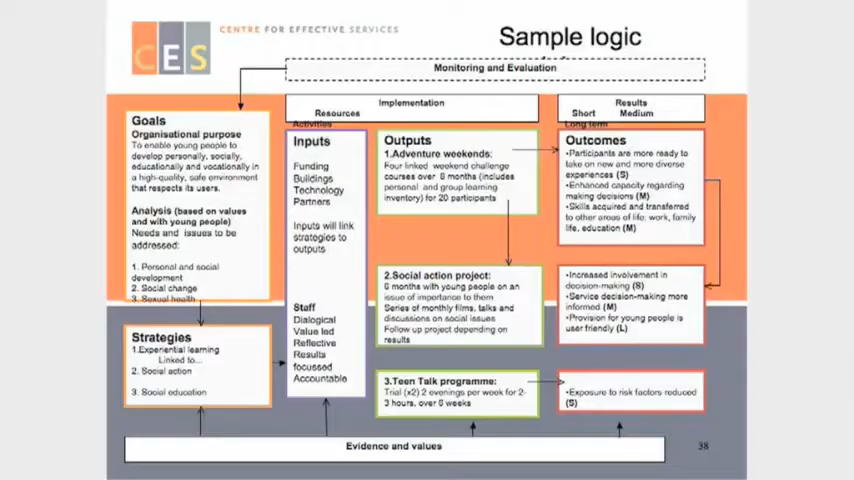 CES
CENTRE FOR EFFECTIVE SERVICES
Sample logic
Monitoring and Evaluation
Implementation
Resources
Activities
Results
Short Medium
Long term
Goals
Organisational purpose
To enable young people to
develop personally, socially,
educationally and vocationally in
a high-quality, safe environment
that respects its users.
Analysis (based on values
and with young people)
Needs and issues to be
addressed:
1. Personal and social
development
2. Social change
3. Sexual health
Strategies
1.Experiential learning
Linked to...
2. Social action
3. Social education
Inputs
Funding
Buildings
Technology
Partners
Inputs will link
strategies to
outputs
Staff
Dialogical
Value led
Reflective
Results
focussed
Accountable
Outputs
1.Adventure weekends:
Four linked weekend challenge
courses over 8 months (includes
personal and group learning
inventory) for 20 participants
2.Social action project:
6 months with young people on an
issue of importance to them
Series of monthly films, talks and
discussions on social issues
Follow up project depending on
results
3.Teen Talk programme:
Trial (x2) 2 evenings per week for 2-
3 hours, over 6 weeks
Outcomes
•Participants are more ready to
take on new and more diverse
experiences (S)
•Enhanced capacity regarding
making decisions (M)
•Skills acquired and transferred
to other areas of life: work, family
life, education (M)
•Increased involvement in
decision-making (S)
•Service decision-making more
informed (M)
•Provision for young people is
user friendly (L)
•Exposure to risk factors reduced
(S)
Evidence and values
38